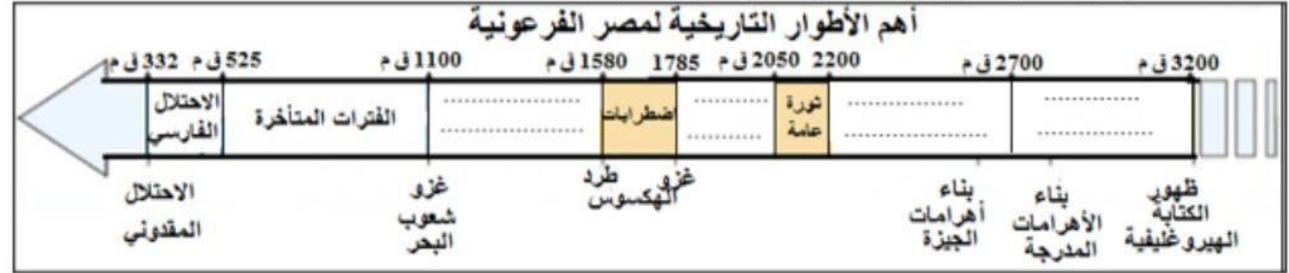 أهم الأطوار التاريخية لمصر الفرعونية
3200 ق م
2700 ق م
2200
2050 ق م
1785
1580 ق م
1100 ق م
525 ق م
332 ق م
....................
....................
....................
....................
ثورة
عامة
....................
....................
اضطرابات
....................
....................
الفترات المتأخرة
الاحتلال
الفارسي
ظهور
الكتابة
الهيروغليفية
بناء
الأهرامات
المدرجة
بناء
أهرامات
الجيزة
غزو
طرد
الهكسوس
غزو
شعوب
البحر
الاحتلال
المقدوني